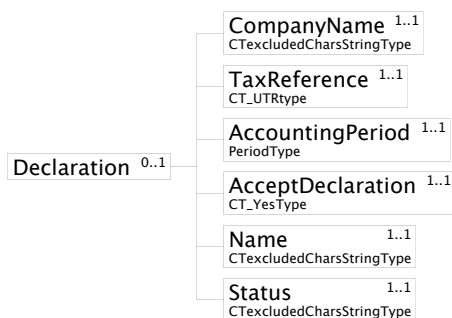 CompanyName 1..1
CTexcludedCharsStringType
TaxReference 1..1
CT_UTRtype
AccountingPeriod 1..1
PeriodType
Declaration 0..1
AcceptDeclaration 1..1
CT_YesType
Name 1..1
CTexcludedCharsStringType
Status 1..1
CTexcludedCharsStringType